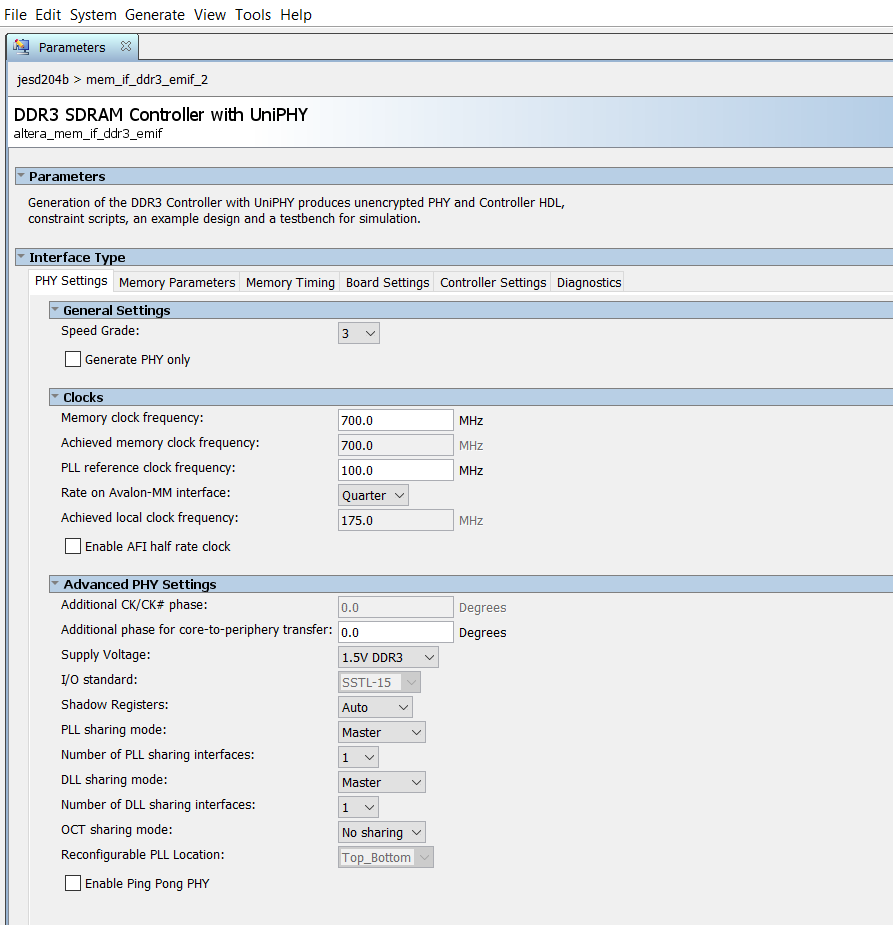 File Edit System Generate View Tools Help
Parameters
jesd204b > mem_if_ddr3_emif_2
DDR3 SDRAM Controller with UniPHY
altera_mem_if_ddr3_emif
Parameters
Generation of the DDR3 Controller with UniPHY produces unencrypted PHY and Controller HDL,
constraint scripts, an example design and a testbench for simulation.
Interface Type
PHY Settings Memory Parameters Memory Timing Board Settings Controller Settings Diagnostics
General Settings
Speed Grade: 3
Generate PHY only
Clocks
Memory clock frequency: 700.0 MHz
Achieved memory clock frequency: 700.0 MHz
PLL reference clock frequency: 100.0 MHz
Rate on Avalon-MM interface: Quarter
Achieved local clock frequency: 175.0 MHz
Enable AFI half rate clock
Advanced PHY Settings
Additional CK/CK# phase: 0.0 Degrees
Additional phase for core-to-periphery transfer: 0.0 Degrees
Supply Voltage: 1.5V DDR3
I/O standard: SSTL-15
Shadow Registers: Auto
PLL sharing mode: Master
Number of PLL sharing interfaces: 1
DLL sharing mode: Master
Number of DLL sharing interfaces: 1
OCT sharing mode: No sharing
Reconfigurable PLL Location: Top_Bottom
Enable Ping Pong PHY